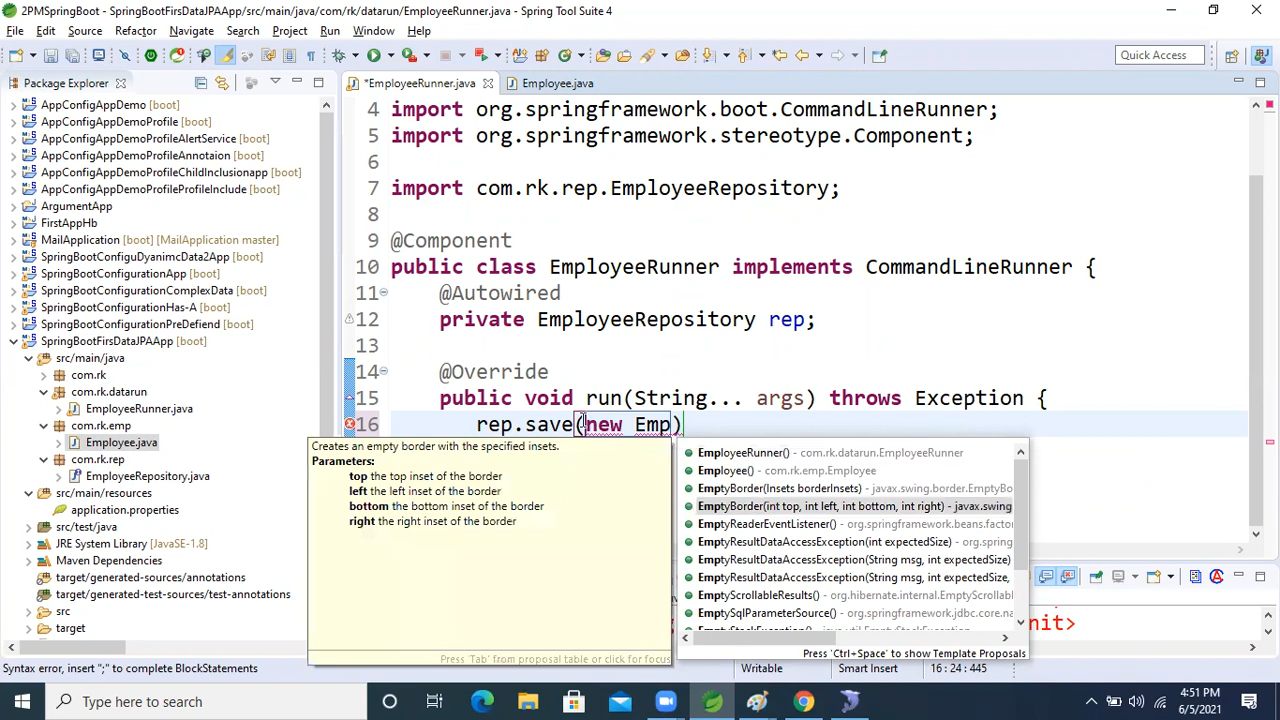 2PMSpringBoot - SpringBootFirsDataJPAApp/src/main/java/com/rk/datarun/EmployeeRunner.java - Spring Tool Suite 4
File Edit Source Refactor Navigate Search Project Run Window Help
Quick Access
Package Explorer
*EmployeeRunner.java
Employee.java
AppConfigAppDemo [boot]
AppConfigAppDemoProfile [boot]
AppConfigAppDemoProfileAlertService [boot]
AppConfigAppDemoProfileAnnotaion [boot]
AppConfigAppDemoProfileChildInclusionapp [boot]
AppConfigAppDemoProfileProfileInclude [boot]
ArgumentApp
FirstAppHb
MailApplication [boot] [MailApplication master]
SpringBootConfiguDyanimcData2App [boot]
SpringBootConfigurationApp [boot]
SpringBootConfigurationComplexData [boot]
SpringBootConfigurationHas-A [boot]
SpringBootConfigurationPreDefiend [boot]
SpringBootFirsDataJPAApp [boot]
src/main/java
com.rk
com.rk.datarun
EmployeeRunner.java
com.rk.emp
Employee.java
com.rk.rep
EmployeeRepository.java
src/main/resources
application.properties
src/test/java
JRE System Library [JavaSE-1.8]
Maven Dependencies
target/generated-sources/annotations
target/generated-test-sources/test-annotations
src
target
4 import org.springframework.boot.CommandLineRunner;
5 import org.springframework.stereotype.Component;
6
7 import com.rk.rep.EmployeeRepository;
8
9 @Component
10 public class EmployeeRunner implements CommandLineRunner {
11 @Autowired
12 private EmployeeRepository rep;
13
14 @Override
15 public void run(String... args) throws Exception {
16 rep.save(new Emp)
Creates an empty border with the specified insets.
Parameters:
top the top inset of the border
left the left inset of the border
bottom the bottom inset of the border
right the right inset of the border
Press 'Tab' from proposal table or click for focus
EmployeeRunner() - com.rk.datarun.EmployeeRunner
Employee() - com.rk.emp.Employee
EmptyBorder(Insets borderInsets) - javax.swing.border.EmptyBo
EmptyBorder(int top, int left, int bottom, int right) - javax.swing
EmptyReaderEventListener() - org.springframework.beans.factor
EmptyResultDataAccessException(int expectedSize) - org.spring
EmptyResultDataAccessException(String msg, int expectedSize)
EmptyResultDataAccessException(String msg, int expectedSize,
EmptyScrollableResults() - org.hibernate.internal.EmptyScrollab
EmptySqlParameterSource() - org.springframework.jdbc.core.na
EmptyStackException() - java.util.EmptyStackException
Press 'Ctrl+Space' to show Template Proposals
nit>
Syntax error, insert ";" to complete BlockStatements
Writable
Smart Insert
16 : 24 : 445
Type here to search
4:51 PM
6/5/2021